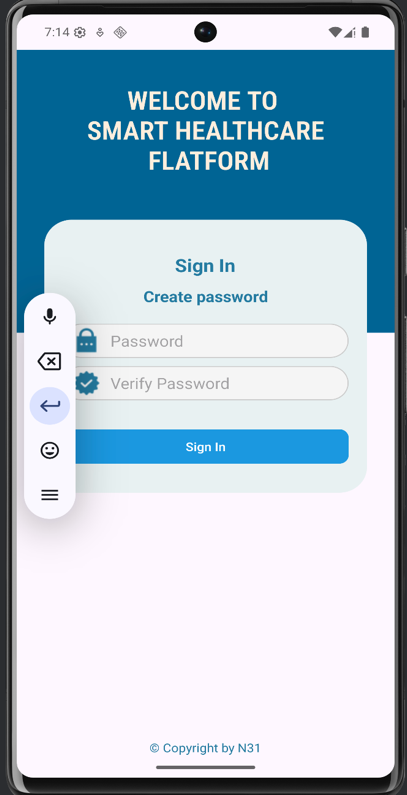 7:14
WELCOME TO
SMART HEALTHCARE
FLATFORM
Sign In
Create password
Password
Verify Password
Sign In
© Copyright by N31